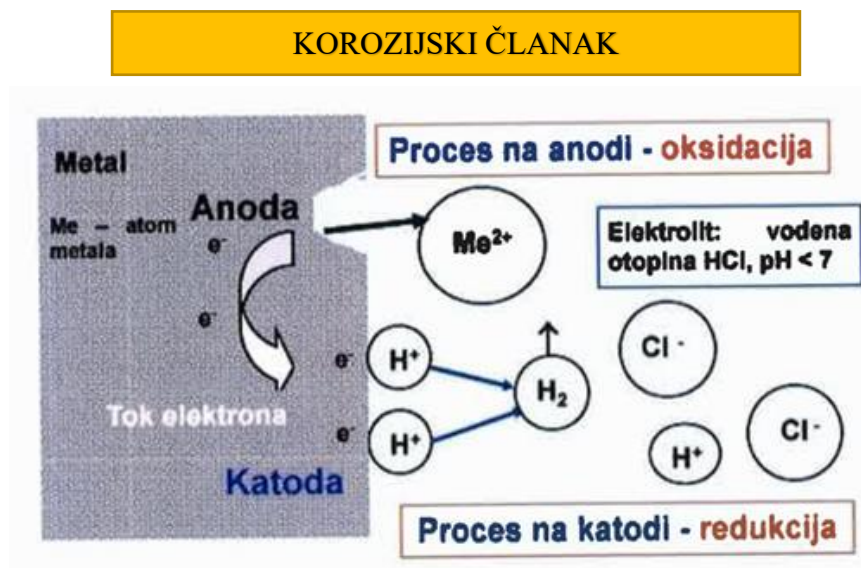 KOROZIJSKI ČLANAK
Metal
Proces na anodi - oksidacija
Anoda
Me – atom
metala
e-
e-
Me²⁺
Elektrolit: vodena
otoplna HCl, pH < 7
e-
H⁺
H₂
Cl -
Tok elektrona
e-
H⁺
H⁺
Cl -
Katoda
Proces na katodi - redukcija